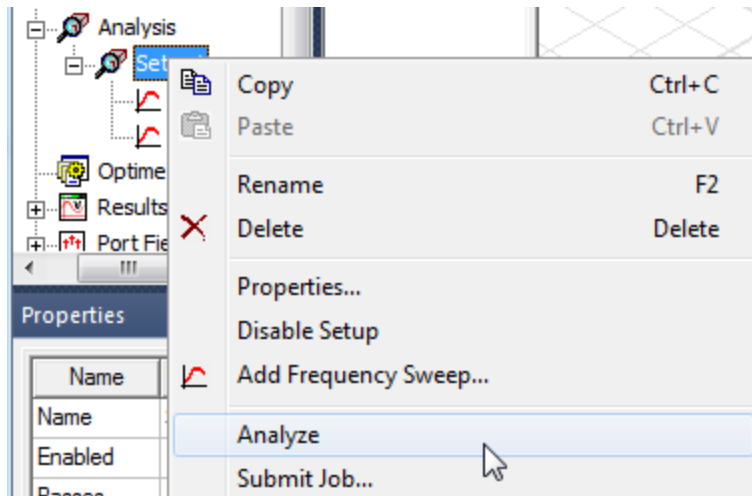 Analysis
Set
Copy Ctrl+C
Paste Ctrl+V
Optime
Rename F2
Results
Delete Delete
Port Fie
Properties...
Properties
Disable Setup
Name
Add Frequency Sweep...
Name
Analyze
Enabled
Submit Job...